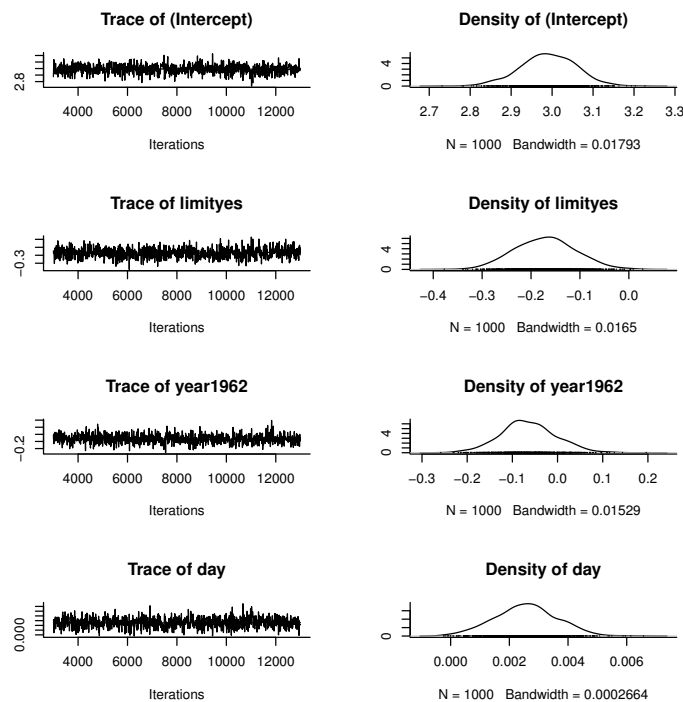 Trace of (Intercept)
2.8
4000 6000 8000 10000 12000
Iterations
Density of (Intercept)
0 4
2.7 2.8 2.9 3.0 3.1 3.2 3.3
N = 1000 Bandwidth = 0.01793
Trace of limityes
−0.3
4000 6000 8000 10000 12000
Iterations
Density of limityes
0 4
−0.4 −0.3 −0.2 −0.1 0.0
N = 1000 Bandwidth = 0.0165
Trace of year1962
−0.2
4000 6000 8000 10000 12000
Iterations
Density of year1962
0 4
−0.3 −0.2 −0.1 0.0 0.1 0.2
N = 1000 Bandwidth = 0.01529
Trace of day
0.000
4000 6000 8000 10000 12000
Iterations
Density of day
0
0.000 0.002 0.004 0.006
N = 1000 Bandwidth = 0.0002664